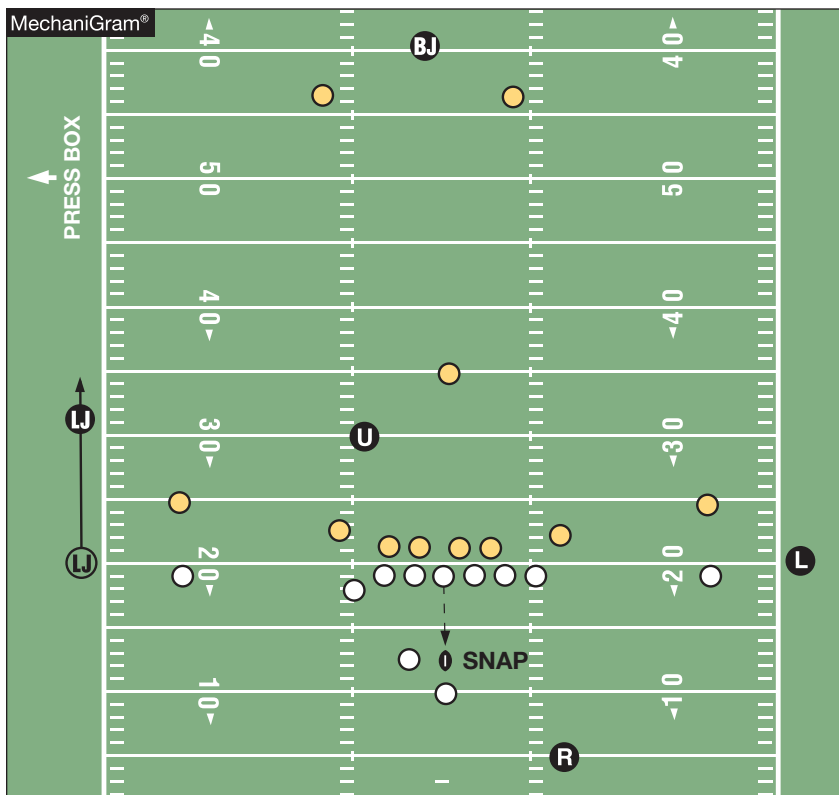 MechaniGram®
◄40
40►
BJ
PRESS BOX
50
50
40►
◄40
LJ
30►
U
◄30
LJ
20►
◄20
L
SNAP
10►
◄10
R